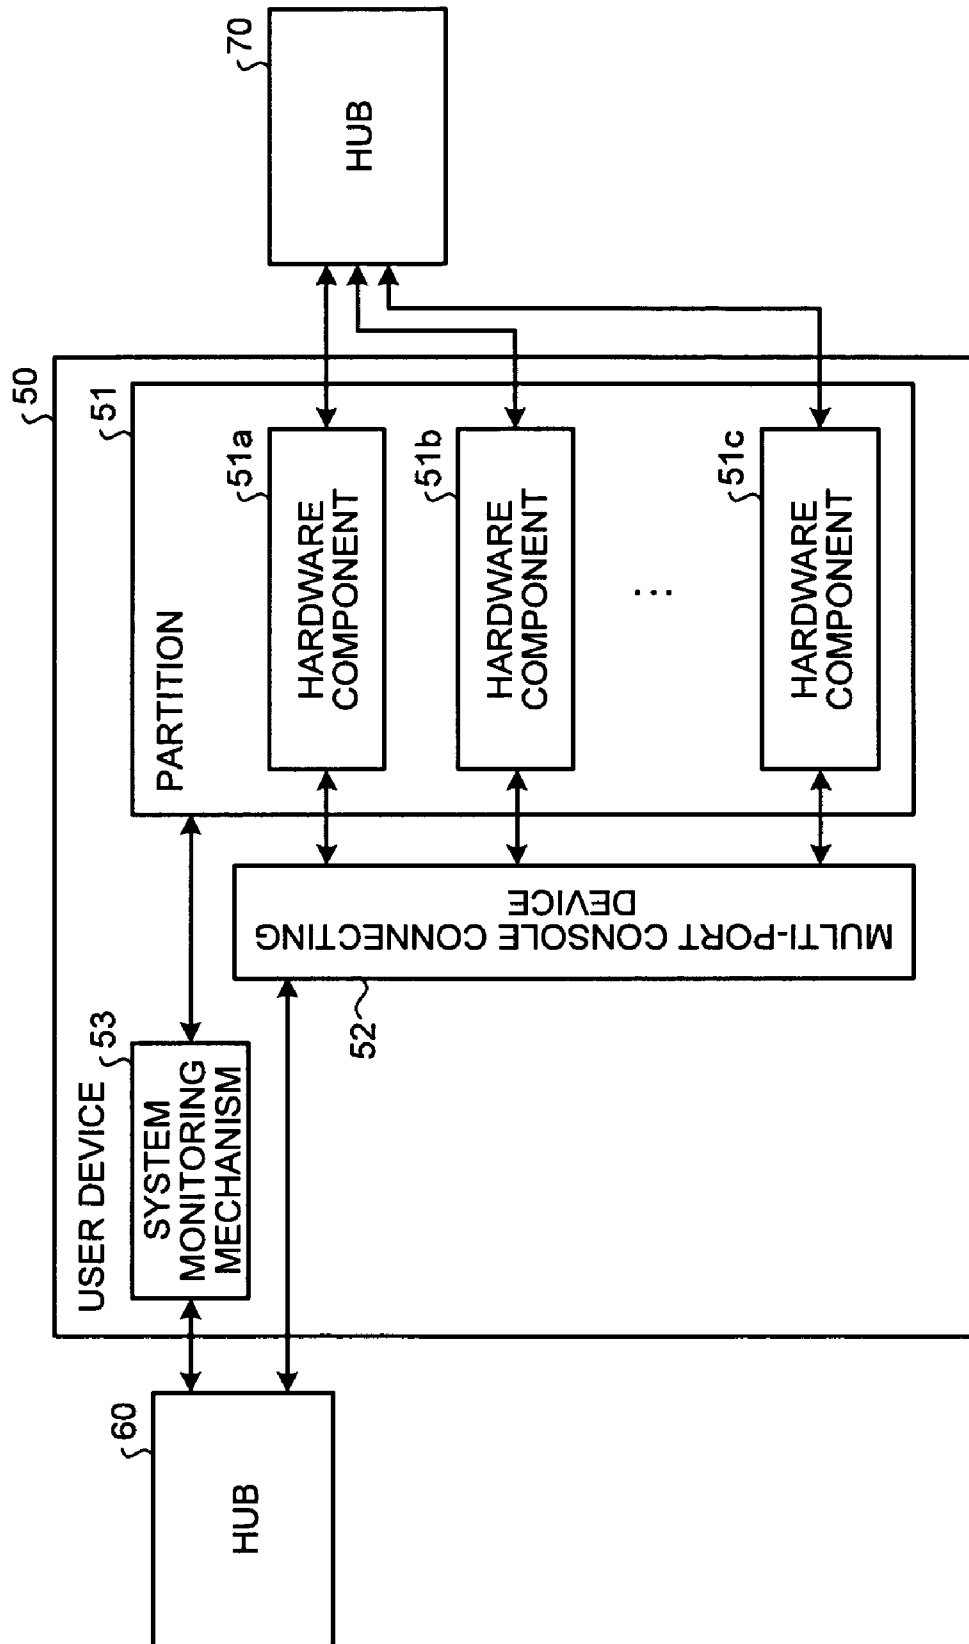 USER DEVICE
50
HUB
60
SYSTEM
MONITORING
MECHANISM
53
MULTI-PORT CONSOLE CONNECTING
DEVICE
52
PARTITION
51
HARDWARE
COMPONENT
51a
HARDWARE
COMPONENT
51b
...
HARDWARE
COMPONENT
51c
HUB
70